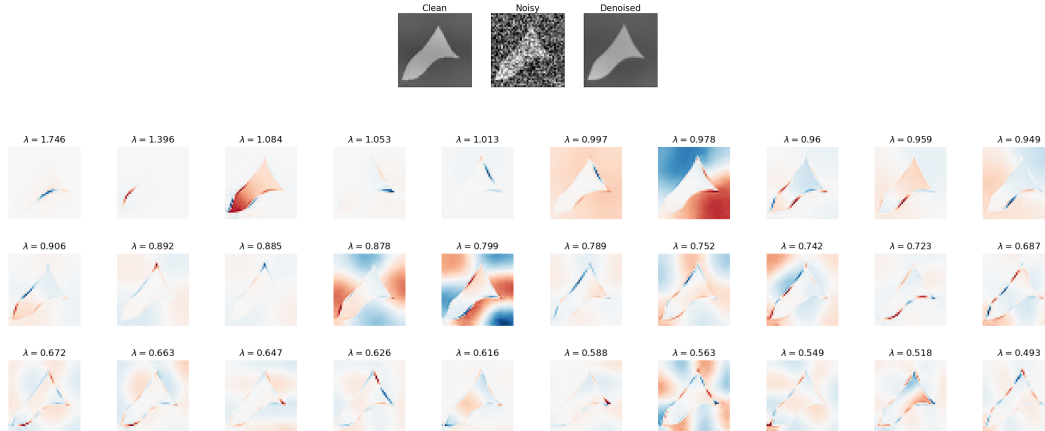 Clean Noisy Denoised
λ = 1.746 λ = 1.396 λ = 1.084 λ = 1.053 λ = 1.013 λ = 0.997 λ = 0.978 λ = 0.96 λ = 0.959 λ = 0.949
λ = 0.906 λ = 0.892 λ = 0.885 λ = 0.878 λ = 0.799 λ = 0.789 λ = 0.752 λ = 0.742 λ = 0.723 λ = 0.687
λ = 0.672 λ = 0.663 λ = 0.647 λ = 0.626 λ = 0.616 λ = 0.588 λ = 0.563 λ = 0.549 λ = 0.518 λ = 0.493